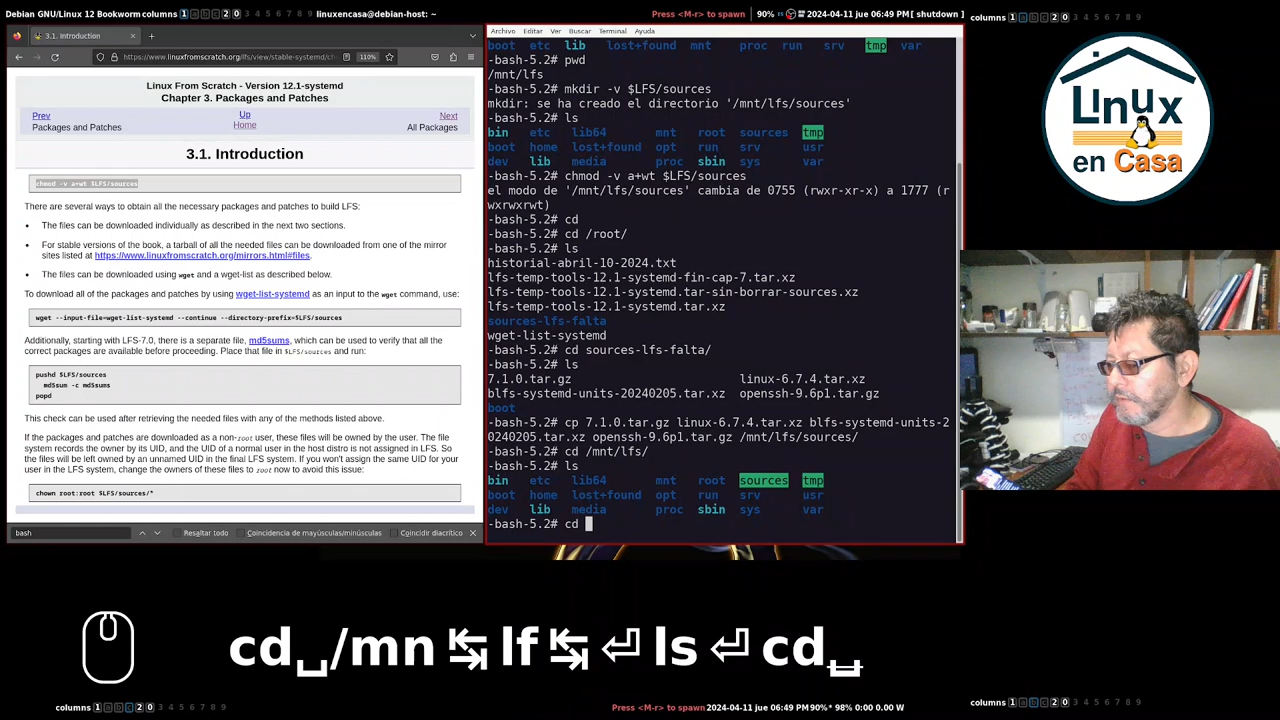 Debian GNU/Linux 12 Bookworm columns 1 a b c 2 0 3 4 5 6 7 8 9 linuxencasa@debian-host: ~ Press <M-r> to spawn 90% 2024-04-11 jue 06:49 PM [ shutdown ]
columns 1 a b c 2 0 3 4 5 6 7 8 9
3.1. Introduction
https://www.linuxfromscratch.org/lfs/view/stable-systemd/ch 110%
Linux From Scratch - Version 12.1-systemd
Chapter 3. Packages and Patches
Prev
Packages and Patches
Up
Home
Next
All Packages
3.1. Introduction
chmod -v a+wt $LFS/sources
There are several ways to obtain all the necessary packages and patches to build LFS:
The files can be downloaded individually as described in the next two sections.
For stable versions of the book, a tarball of all the needed files can be downloaded from one of the mirror
sites listed at https://www.linuxfromscratch.org/mirrors.html#files.
The files can be downloaded using wget and a wget-list as described below.
To download all of the packages and patches by using wget-list-systemd as an input to the wget command, use:
wget --input-file=wget-list-systemd --continue --directory-prefix=$LFS/sources
Additionally, starting with LFS-7.0, there is a separate file, md5sums, which can be used to verify that all the
correct packages are available before proceeding. Place that file in $LFS/sources and run:
pushd $LFS/sources
md5sum -c md5sums
popd
This check can be used after retrieving the needed files with any of the methods listed above.
If the packages and patches are downloaded as a non-root user, these files will be owned by the user. The file
system records the owner by its UID, and the UID of a normal user in the host distro is not assigned in LFS. So
the files will be left owned by an unnamed UID in the final LFS system. If you won't assign the same UID for your
user in the LFS system, change the owners of these files to root now to avoid this issue:
chown root:root $LFS/sources/*
bash Resaltar todo Coincidencia de mayúsculas/minúsculas Coincidir diacrítico
Archivo Editar Ver Buscar Terminal Ayuda
boot etc lib lost+found mnt proc run srv tmp var
-bash-5.2# pwd
/mnt/lfs
-bash-5.2# mkdir -v $LFS/sources
mkdir: se ha creado el directorio '/mnt/lfs/sources'
-bash-5.2# ls
bin etc lib64 mnt root sources tmp
boot home lost+found opt run srv usr
dev lib media proc sbin sys var
-bash-5.2# chmod -v a+wt $LFS/sources
el modo de '/mnt/lfs/sources' cambia de 0755 (rwxr-xr-x) a 1777 (r
wxrwxrwt)
-bash-5.2# cd
-bash-5.2# cd /root/
-bash-5.2# ls
historial-abril-10-2024.txt
lfs-temp-tools-12.1-systemd-fin-cap-7.tar.xz
lfs-temp-tools-12.1-systemd.tar-sin-borrar-sources.xz
lfs-temp-tools-12.1-systemd.tar.xz
sources-lfs-falta
wget-list-systemd
-bash-5.2# cd sources-lfs-falta/
-bash-5.2# ls
7.1.0.tar.gz linux-6.7.4.tar.xz
blfs-systemd-units-20240205.tar.xz openssh-9.6p1.tar.gz
boot
-bash-5.2# cp 7.1.0.tar.gz linux-6.7.4.tar.xz blfs-systemd-units-2
0240205.tar.xz openssh-9.6p1.tar.gz /mnt/lfs/sources/
-bash-5.2# cd /mnt/lfs/
-bash-5.2# ls
bin etc lib64 mnt root sources tmp
boot home lost+found opt run srv usr
dev lib media proc sbin sys var
-bash-5.2# cd
Linux
en Casa
cd␣/mn↹lf↹⏎ls⏎cd␣
columns 1 a b c 2 0 3 4 5 6 7 8 9 Press <M-r> to spawn 2024-04-11 jue 06:49 PM 90%* 98% 0:00 0.00 W
columns 1 a b c 2 0 3 4 5 6 7 8 9